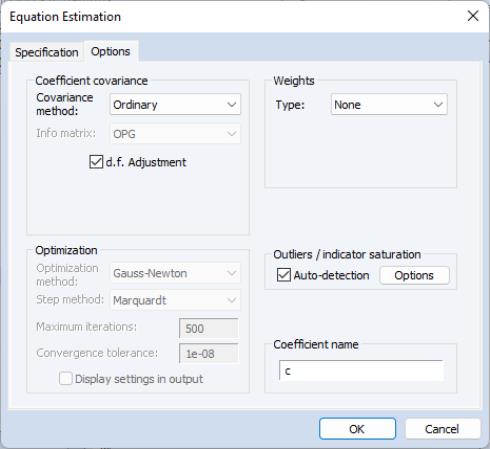 Equation Estimation
Specification
Options
Coefficient covariance
Covariance method:
Ordinary
Info matrix:
OPG
d.f. Adjustment
Weights
Type:
None
Optimization
Optimization method:
Gauss-Newton
Step method:
Marquardt
Maximum iterations:
500
Convergence tolerance:
1e-08
Display settings in output
Outliers / indicator saturation
Auto-detection
Options
Coefficient name
c
OK
Cancel